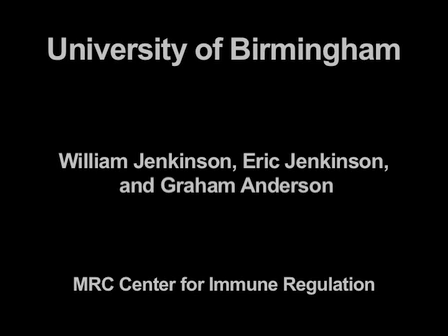 University of Birmingham
William Jenkinson, Eric Jenkinson,
and Graham Anderson
MRC Center for Immune Regulation